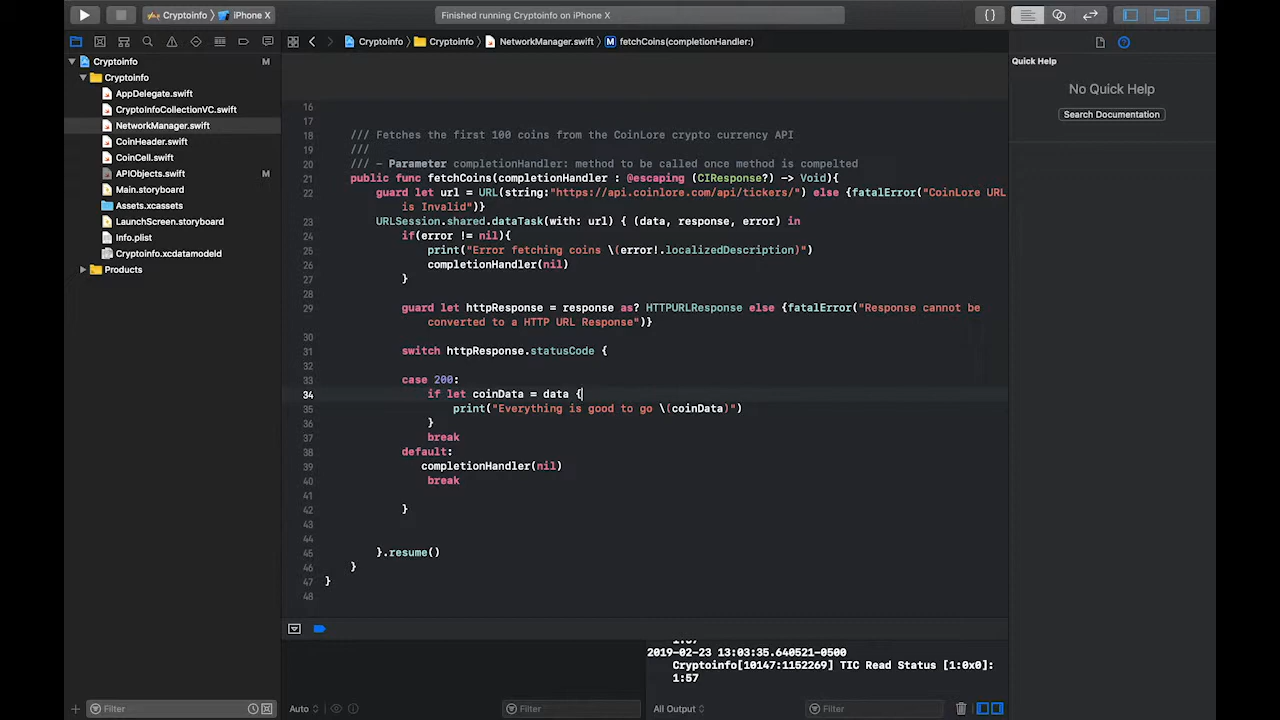 Cryptoinfo
iPhone X
Finished running Cryptoinfo on iPhone X
{ }
Cryptoinfo
Cryptoinfo
NetworkManager.swift
M
fetchCoins(completionHandler:)
Cryptoinfo
M
Cryptoinfo
AppDelegate.swift
CryptoInfoCollectionVC.swift
NetworkManager.swift
CoinHeader.swift
CoinCell.swift
APIObjects.swift
M
Main.storyboard
Assets.xcassets
LaunchScreen.storyboard
Info.plist
Cryptoinfo.xcdatamodeld
Products
16
17
18 /// Fetches the first 100 coins from the CoinLore crypto currency API
19 ///
20 /// - Parameter completionHandler: method to be called once method is compelted
21 public func fetchCoins(completionHandler : @escaping (CIResponse?) -> Void){
22 guard let url = URL(string:"https://api.coinlore.com/api/tickers/") else {fatalError("CoinLore URL
is Invalid")}
23 URLSession.shared.dataTask(with: url) { (data, response, error) in
24 if(error != nil){
25 print("Error fetching coins \(error!.localizedDescription)")
26 completionHandler(nil)
27 }
28
29 guard let httpResponse = response as? HTTPURLResponse else {fatalError("Response cannot be
converted to a HTTP URL Response")}
30
31 switch httpResponse.statusCode {
32
33 case 200:
34 if let coinData = data {
35 print("Everything is good to go \(coinData)")
36 }
37 break
38 default:
39 completionHandler(nil)
40 break
41
42 }
43
44
45 }.resume()
46 }
47 }
48
Quick Help
No Quick Help
Search Documentation
2019-02-23 13:03:35.640521-0500
Cryptoinfo[10147:1152269] TIC Read Status [1:0x0]:
1:57
Filter
Auto
Filter
All Output
Filter